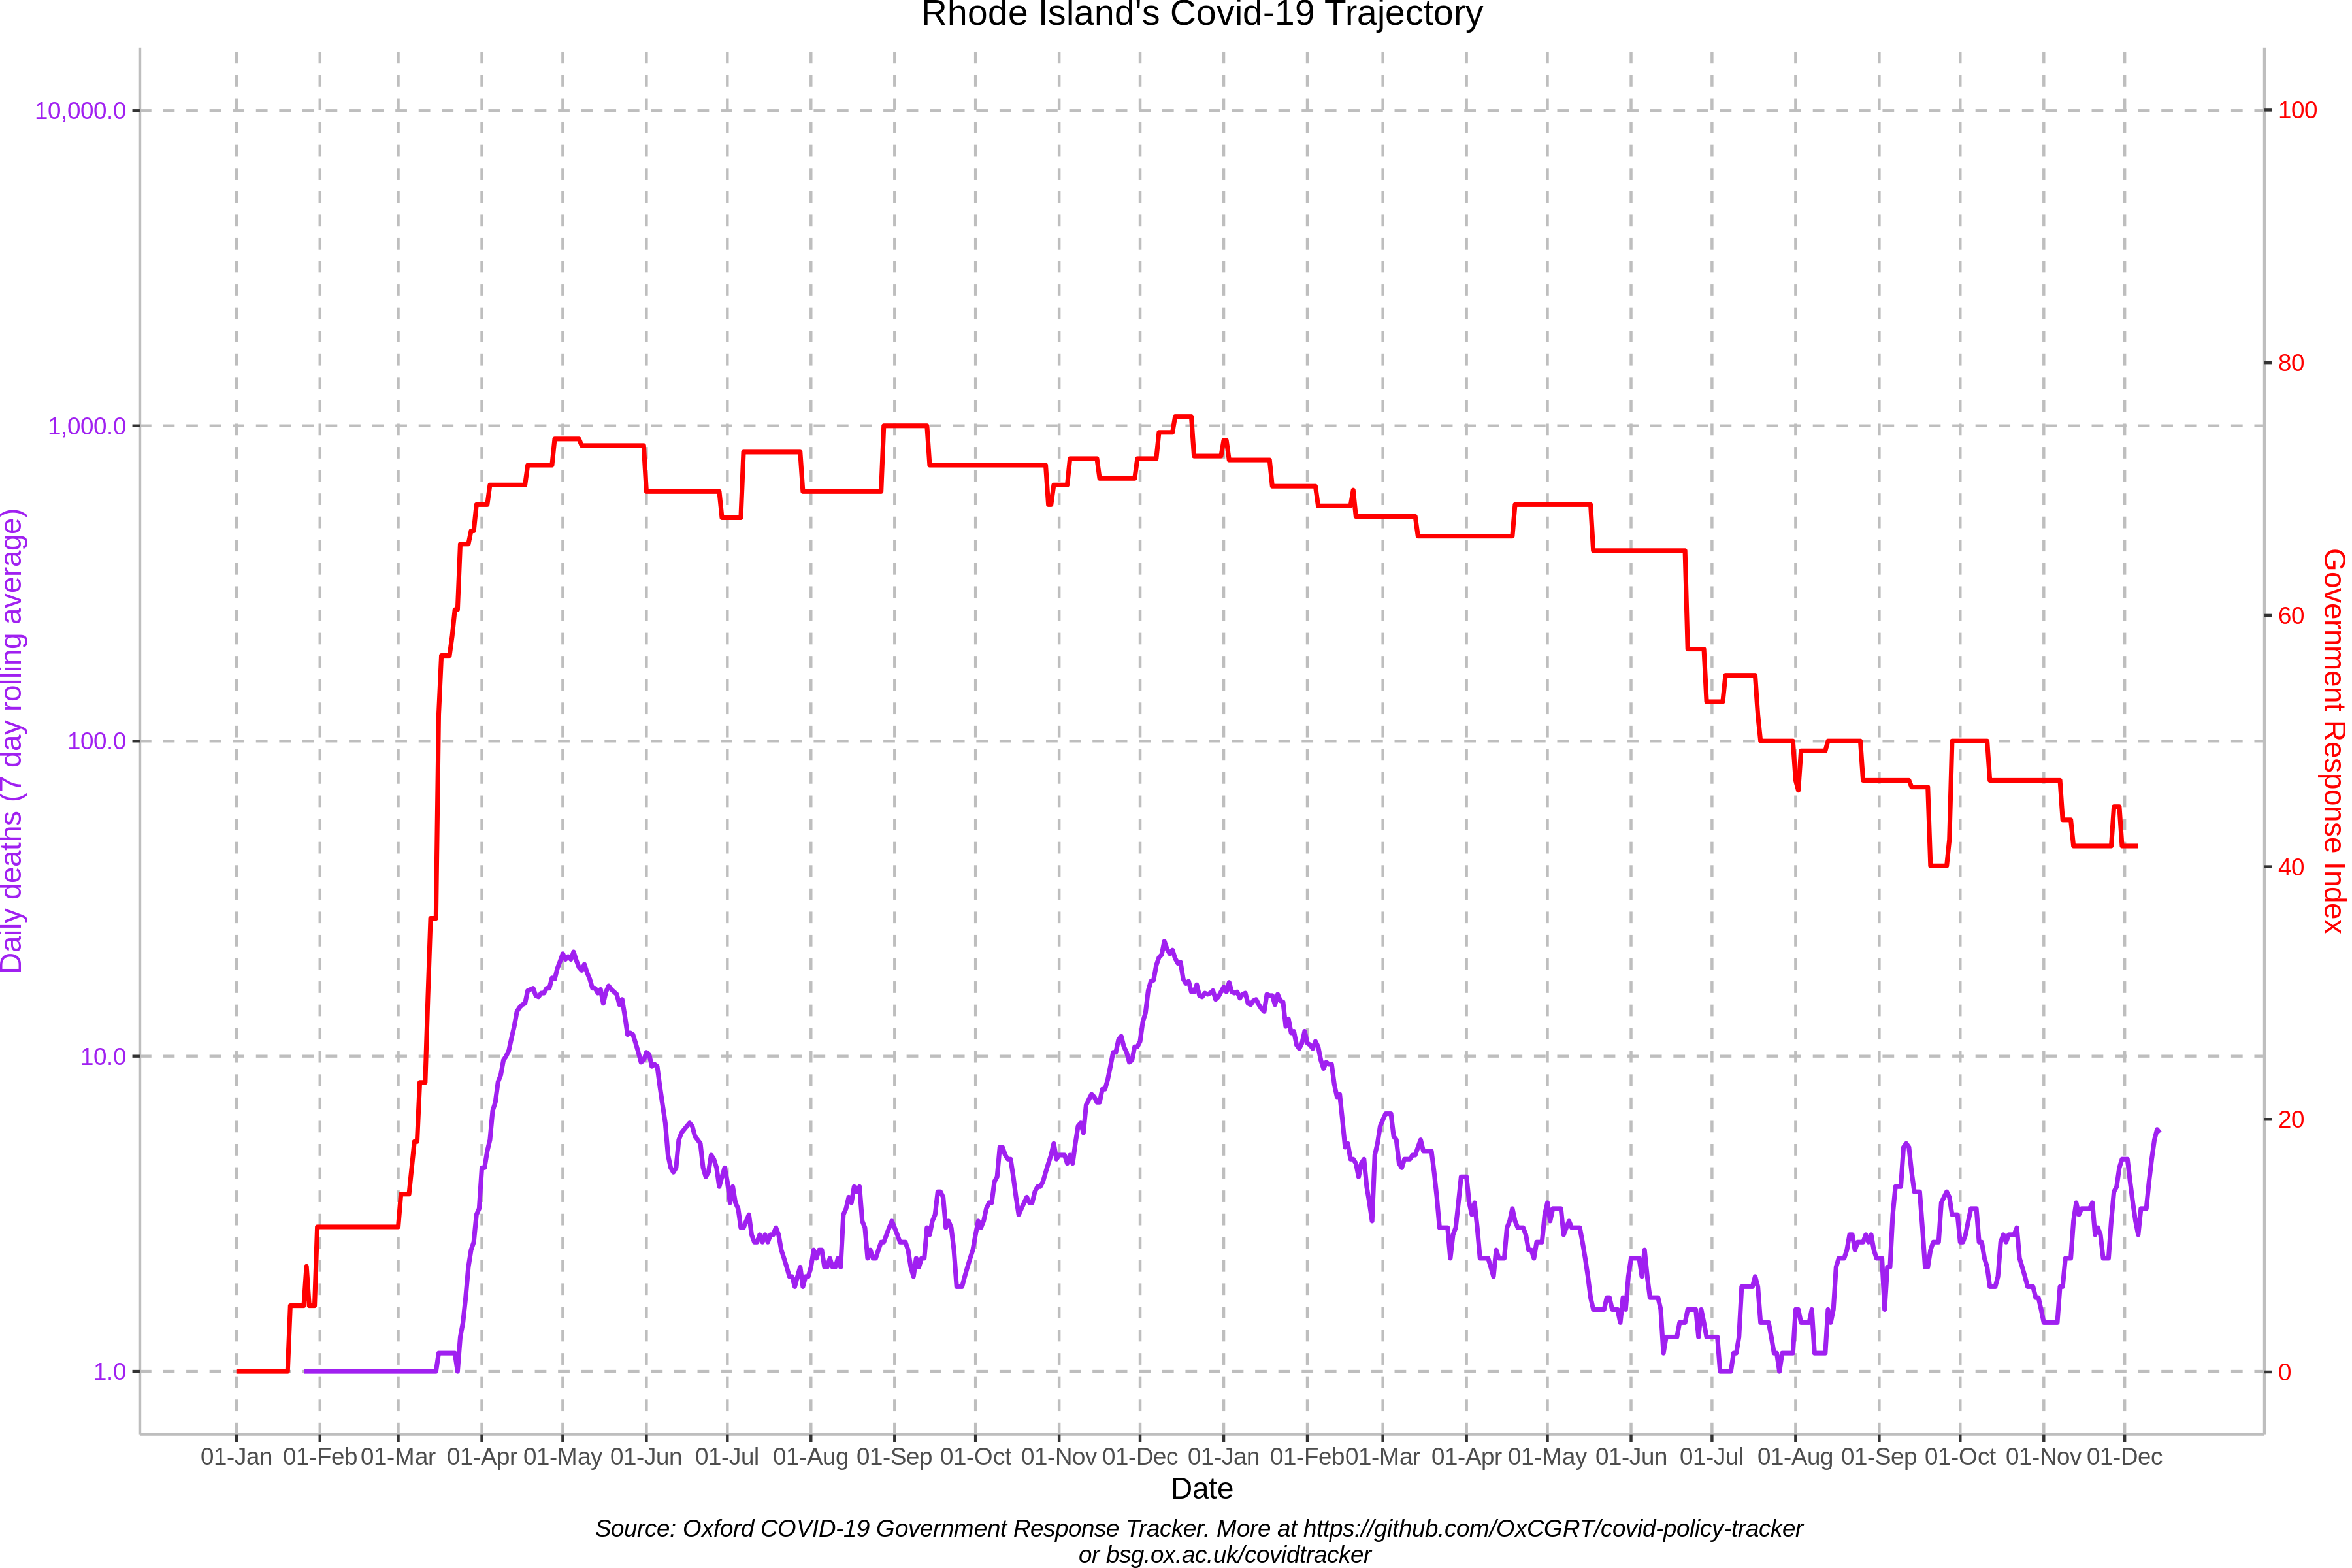 Rhode Island's Covid-19 Trajectory
10,000.0
1,000.0
100.0
10.0
1.0
Daily deaths (7 day rolling average)
100
80
60
40
20
0
Government Response Index
01-Jan 01-Feb 01-Mar 01-Apr 01-May 01-Jun 01-Jul 01-Aug 01-Sep 01-Oct 01-Nov 01-Dec 01-Jan 01-Feb 01-Mar 01-Apr 01-May 01-Jun 01-Jul 01-Aug 01-Sep 01-Oct 01-Nov 01-Dec
Date
Source: Oxford COVID-19 Government Response Tracker. More at https://github.com/OxCGRT/covid-policy-tracker
or bsg.ox.ac.uk/covidtracker